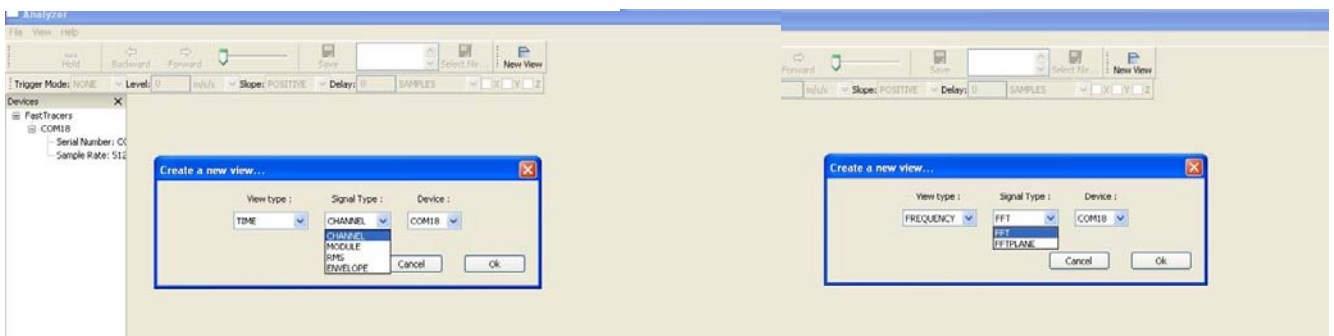 Analyzer
File View Help
Hold Backward Forward Save Select file... New View
Trigger Mode: NONE Level: 0 m/s/s Slope: POSITIVE Delay: 0 SAMPLES X Y Z
Devices
FastTracers
COM18
Serial Number: CO
Sample Rate: 512
Create a new view...
View type : Signal Type : Device :
TIME CHANNEL COM18
CHANNEL
MODULE
RMS
ENVELOPE
Cancel Ok
Forward Save Select file... New View
m/s/s Slope: POSITIVE Delay: 0 SAMPLES X Y Z
Create a new view...
View type : Signal Type : Device :
FREQUENCY FFT COM18
FFT
FFTPLANE
Cancel Ok